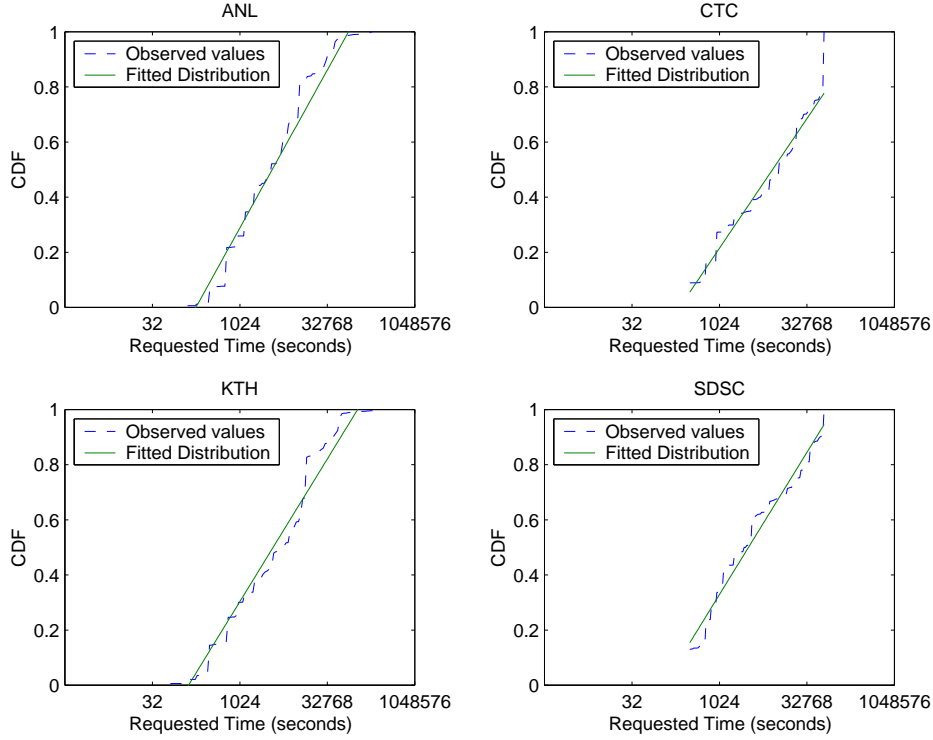 ANL
1
0.8
0.6
0.4
0.2
0
CDF
Observed values
Fitted Distribution
32 1024 32768 1048576
Requested Time (seconds)
CTC
1
0.8
0.6
0.4
0.2
0
CDF
Observed values
Fitted Distribution
32 1024 32768 1048576
Requested Time (seconds)
KTH
1
0.8
0.6
0.4
0.2
0
CDF
Observed values
Fitted Distribution
32 1024 32768 1048576
Requested Time (seconds)
SDSC
1
0.8
0.6
0.4
0.2
0
CDF
Observed values
Fitted Distribution
32 1024 32768 1048576
Requested Time (seconds)